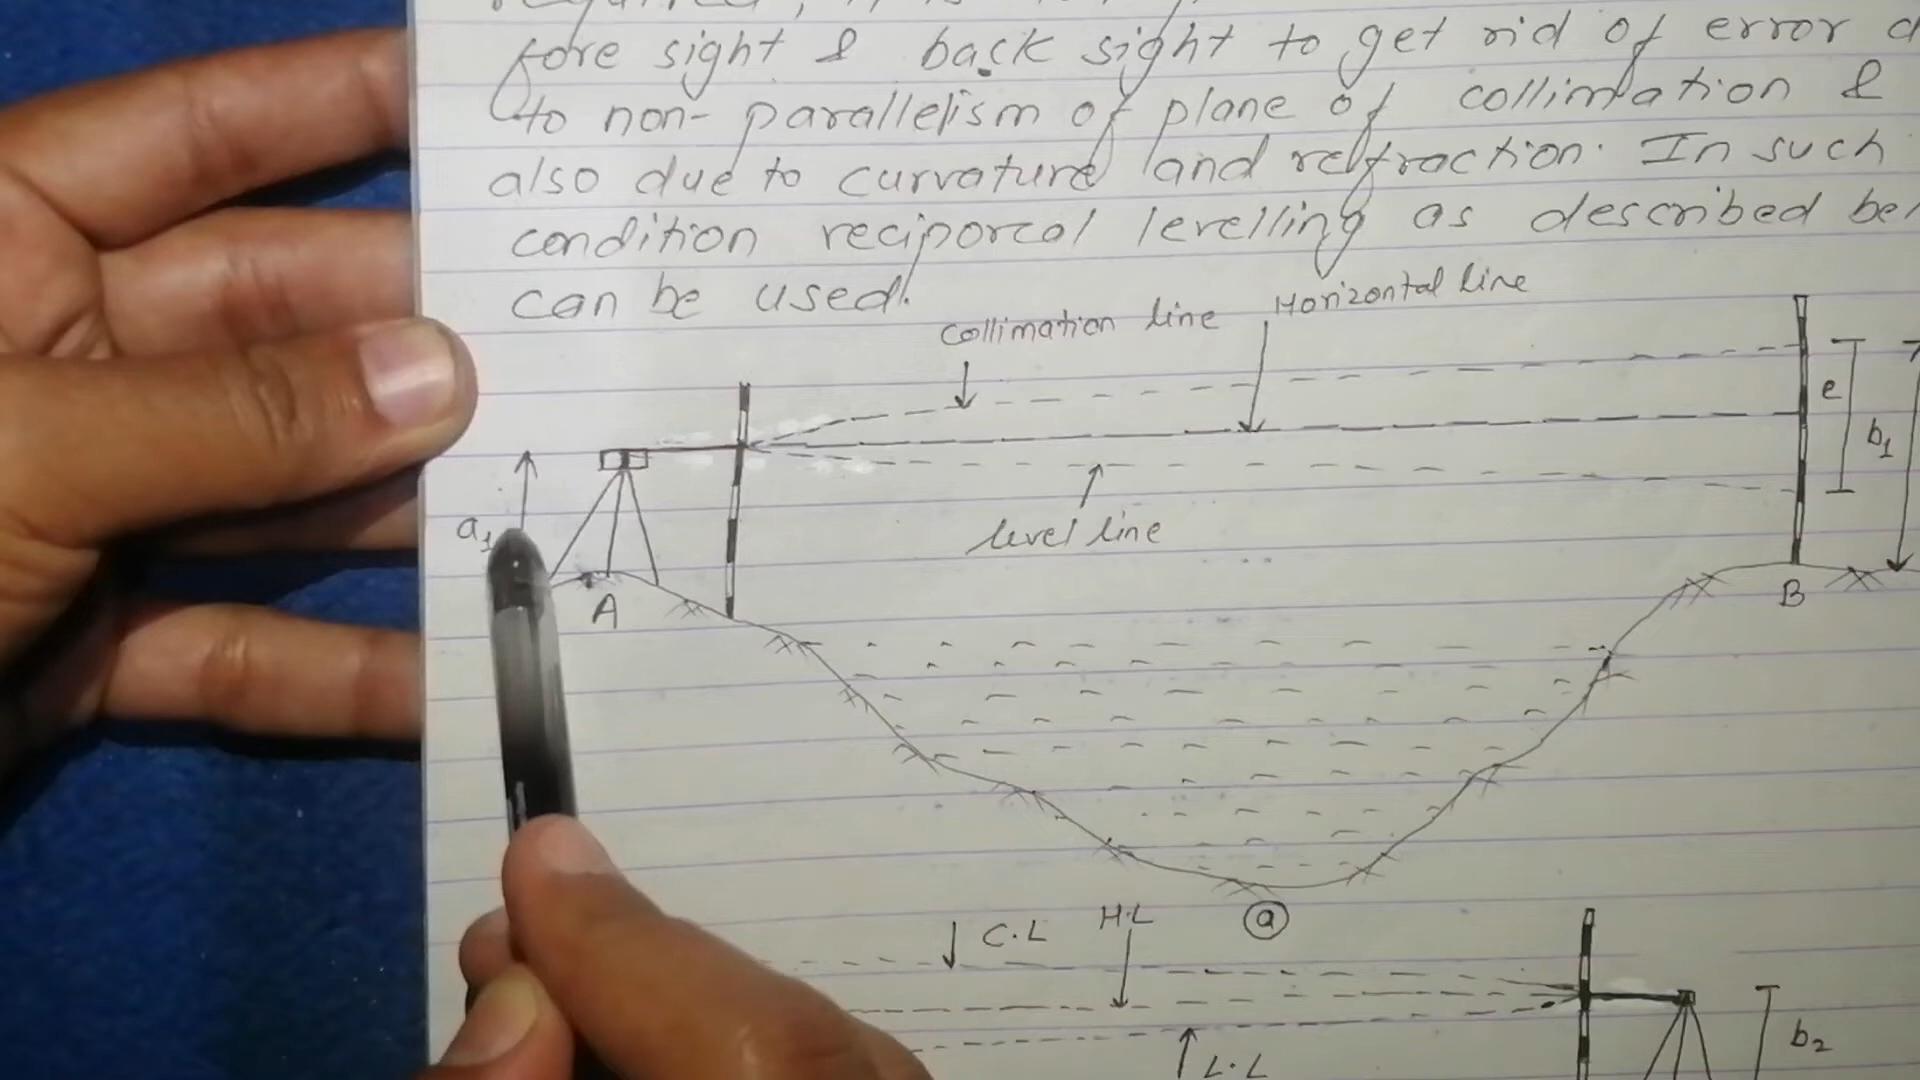 fore sight & back sight to get rid of error
to non-parallelism of plane of collimation &
also due to curvature and refraction. In such
condition reciporcal levelling as described
can be used.
Collimation line
Horizontal line
e
b1
a1
level line
A
B
a
C.L
H.L
b2
L.L